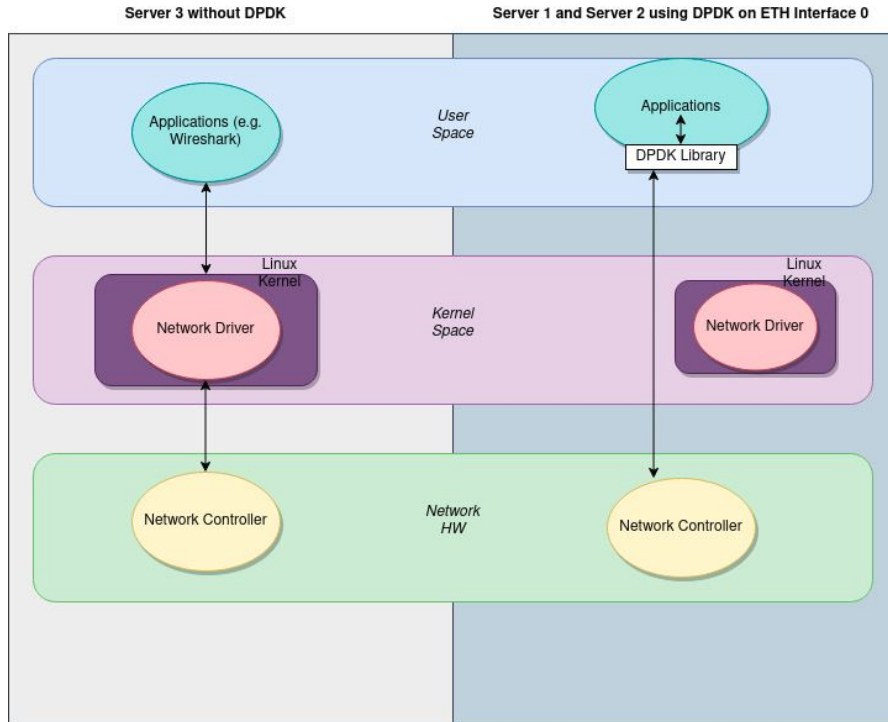 Server 3 without DPDK
Server 1 and Server 2 using DPDK on ETH Interface 0
Applications (e.g.
Wireshark)
User
Space
Applications
DPDK Library
Linux
Kernel
Network Driver
Kernel
Space
Linux
Kernel
Network Driver
Network Controller
Network
HW
Network Controller